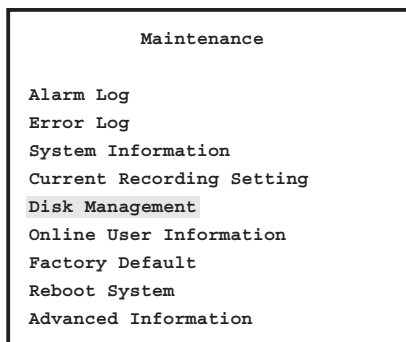 Maintenance
Alarm Log
Error Log
System Information
Current Recording Setting
Disk Management
Online User Information
Factory Default
Reboot System
Advanced Information